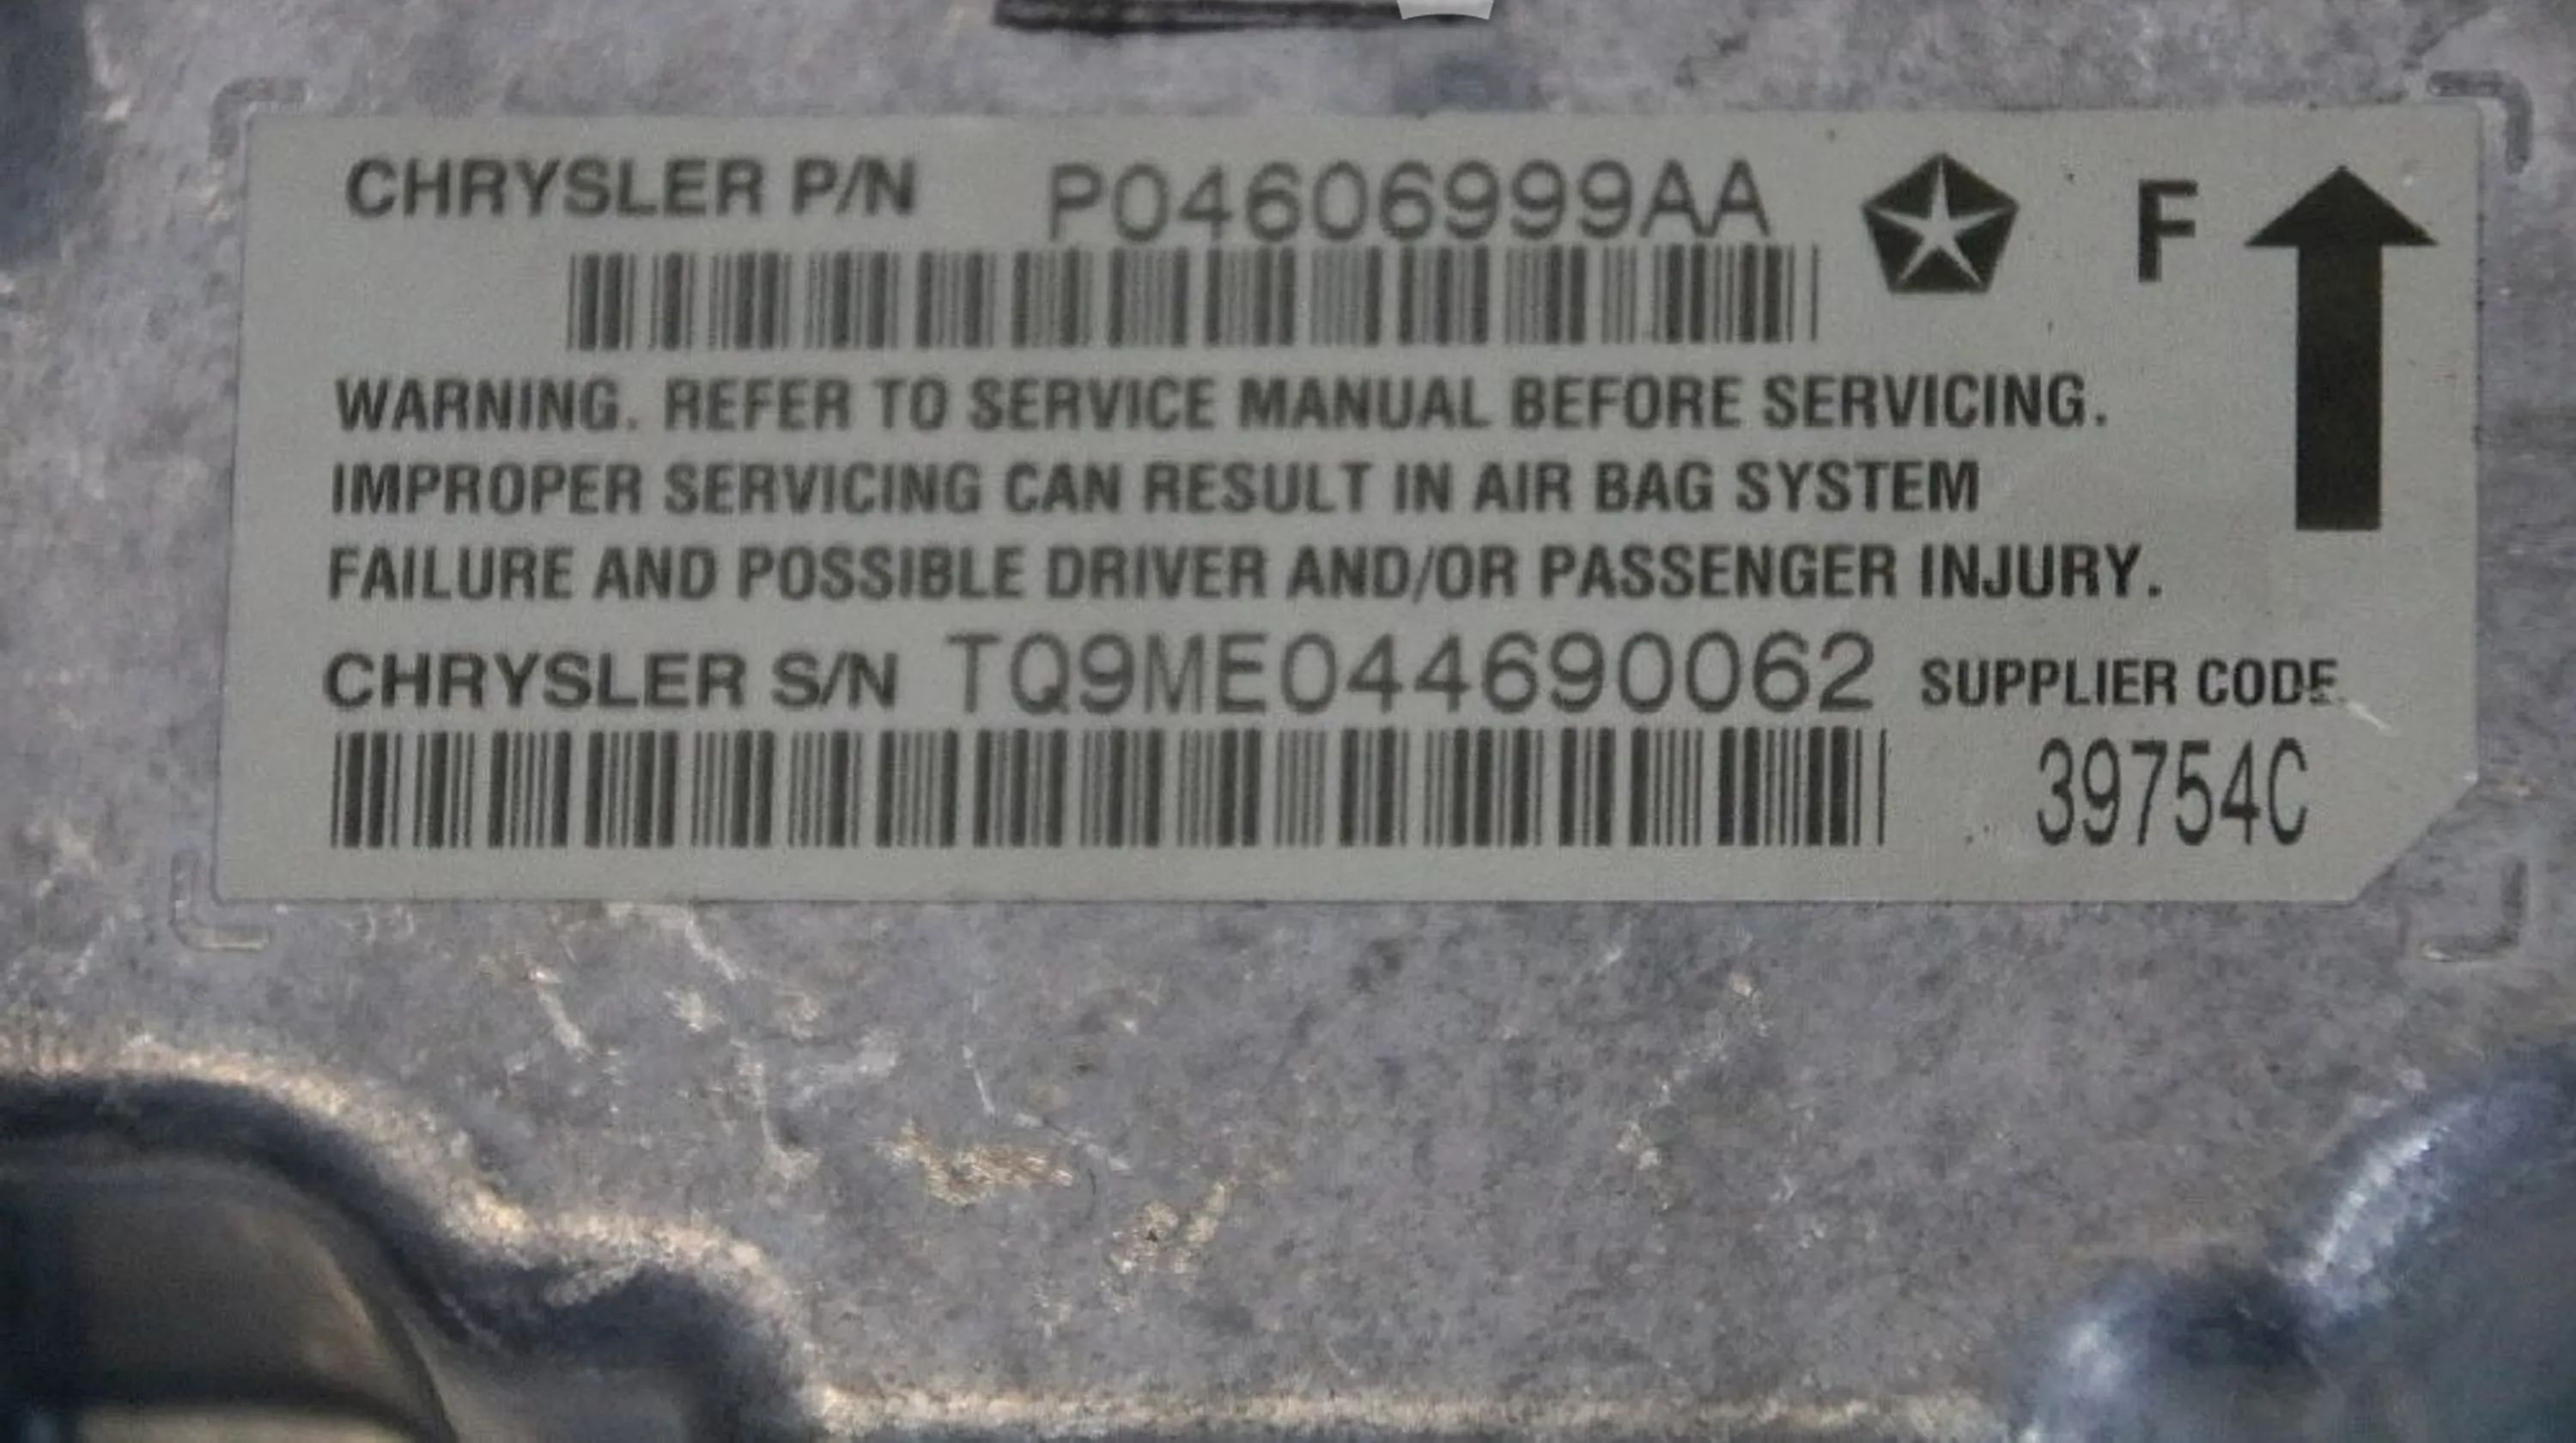 CHRYSLER P/N P04606999AA
F
WARNING. REFER TO SERVICE MANUAL BEFORE SERVICING.
IMPROPER SERVICING CAN RESULT IN AIR BAG SYSTEM
FAILURE AND POSSIBLE DRIVER AND/OR PASSENGER INJURY.
CHRYSLER S/N TQ9ME044690062 SUPPLIER CODE
39754C